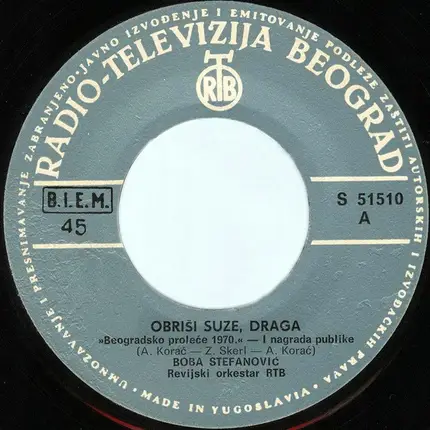 UMNOŽAVANJE I PRESNIMAVANJE ZABRANJENO · JAVNO IZVOĐENJE I EMITOVANJE PODLEŽE ZAŠTITI AUTORSKIH I IZVOĐAČKIH PRAVA ·
RADIO-TELEVIZIJA BEOGRAD
RTB
B.I.E.M.
45
S 51510
A
OBRIŠI SUZE, DRAGA
»Beogradsko proleće 1970.« — I nagrada publike
(A. Korać — Z. Skerl — A. Korać)
BOBA STEFANOVIĆ
Revijski orkestar RTB
MADE IN YUGOSLAVIA